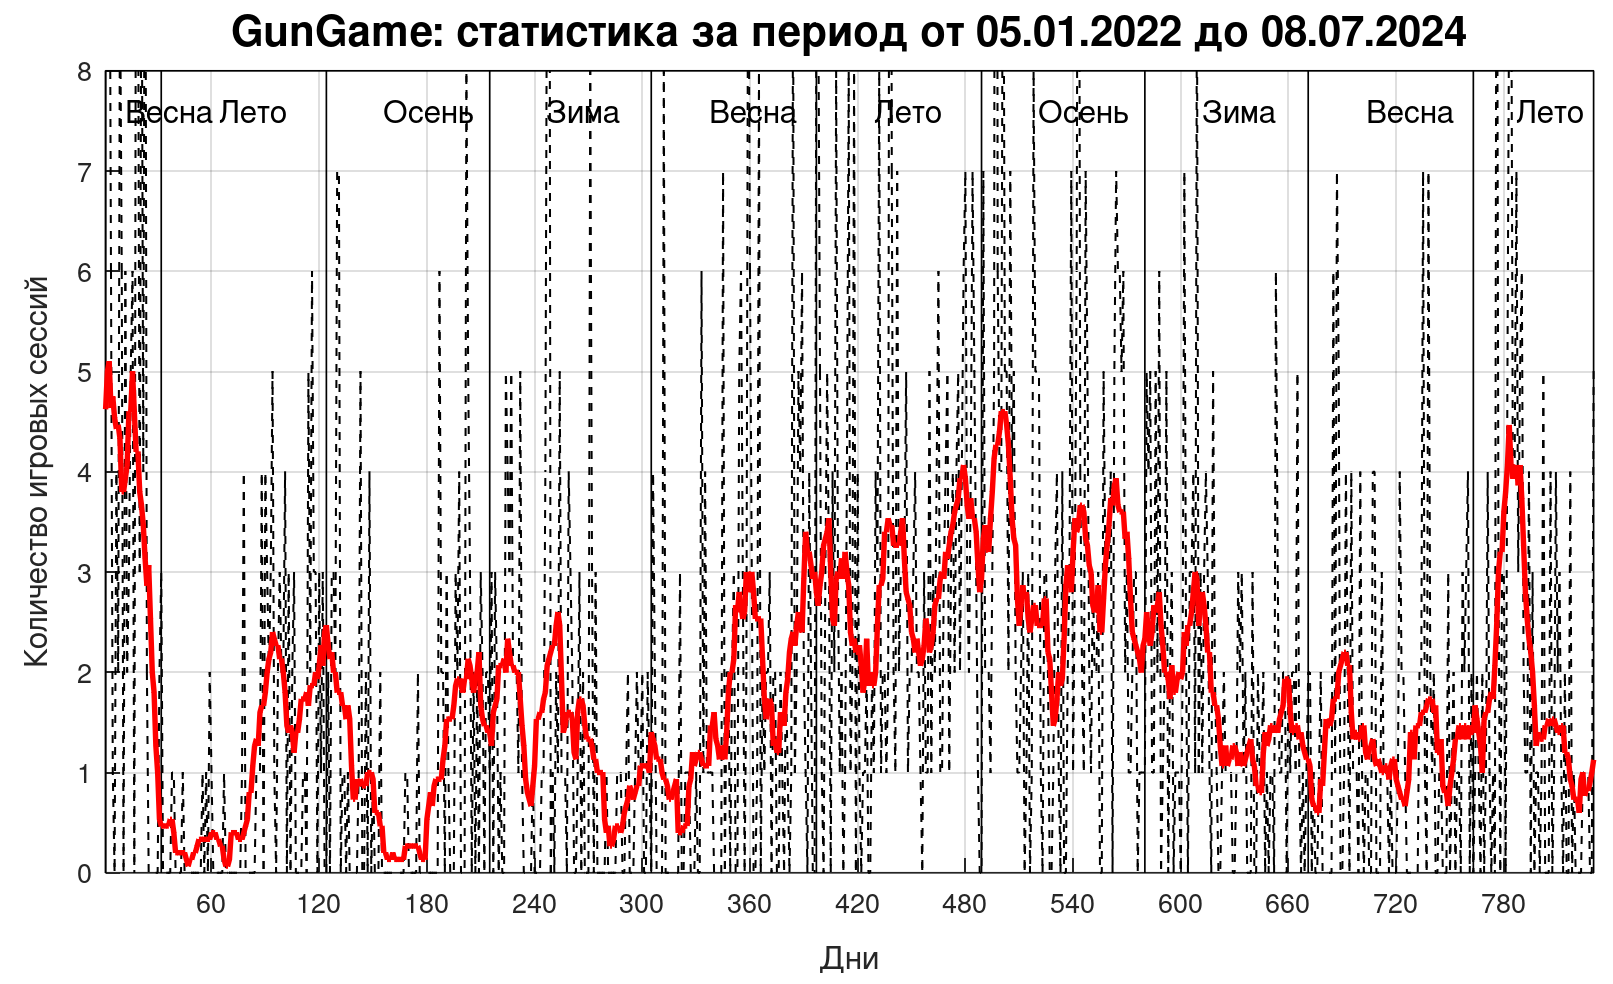 GunGame: статистика за период от 05.01.2022 до 08.07.2024
Количество игровых сессий
8
7
6
5
4
3
2
1
0
Весна Лето Осень Зима Весна Лето Осень Зима Весна Лето
60 120 180 240 300 360 420 480 540 600 660 720 780
Дни